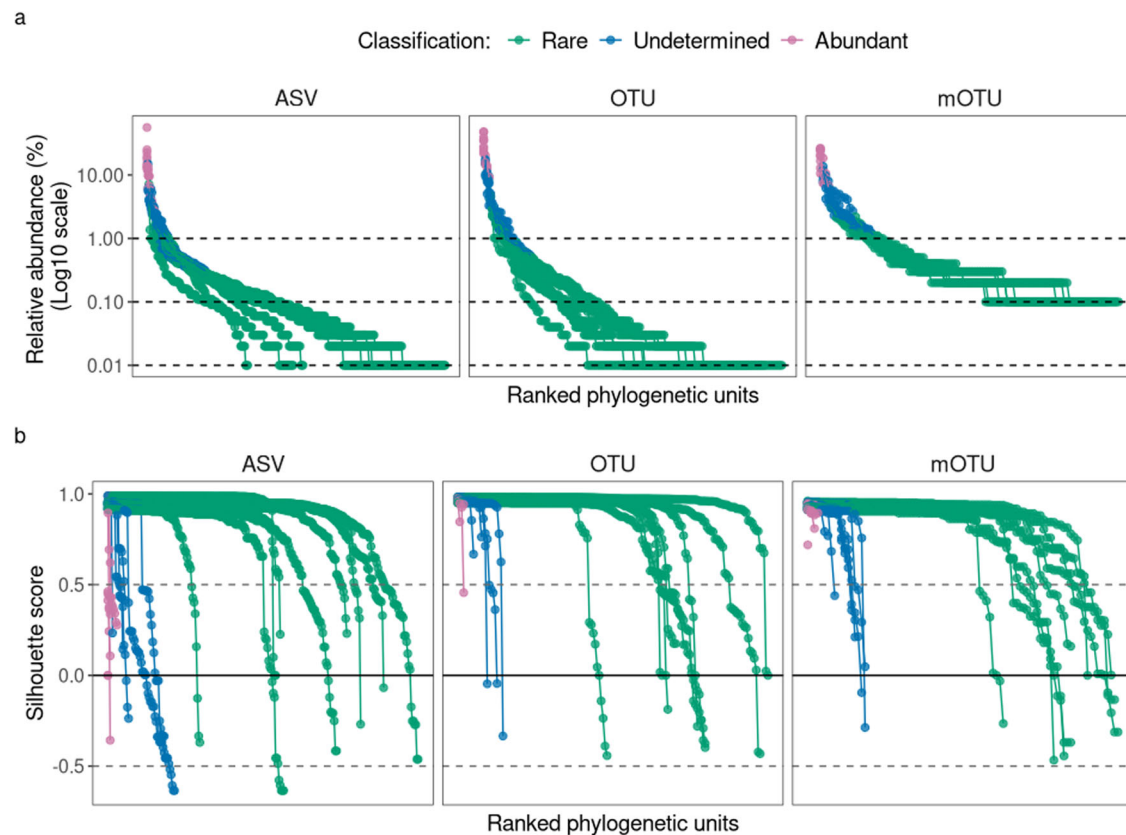 a
Classification: Rare Undetermined Abundant
ASV OTU mOTU
Relative abundance (%)
(Log10 scale)
10.00
1.00
0.10
0.01
Ranked phylogenetic units
b
ASV OTU mOTU
Silhouette score
1.0
0.5
0.0
-0.5
Ranked phylogenetic units